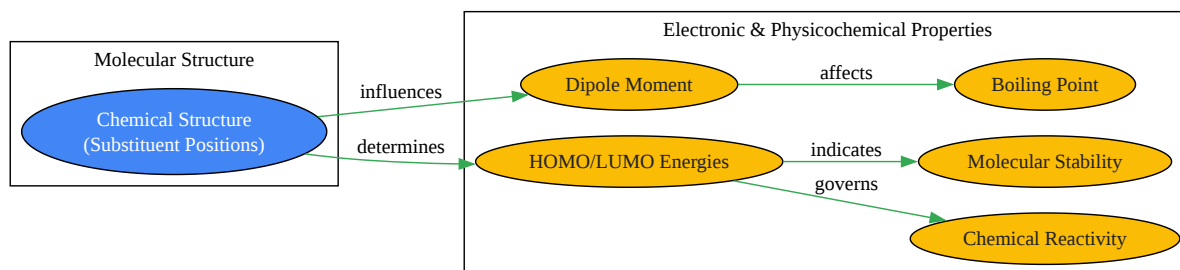 Molecular Structure
Chemical Structure
(Substituent Positions)
influences
determines
Electronic & Physicochemical Properties
Dipole Moment
affects
Boiling Point
HOMO/LUMO Energies
indicates
Molecular Stability
governs
Chemical Reactivity